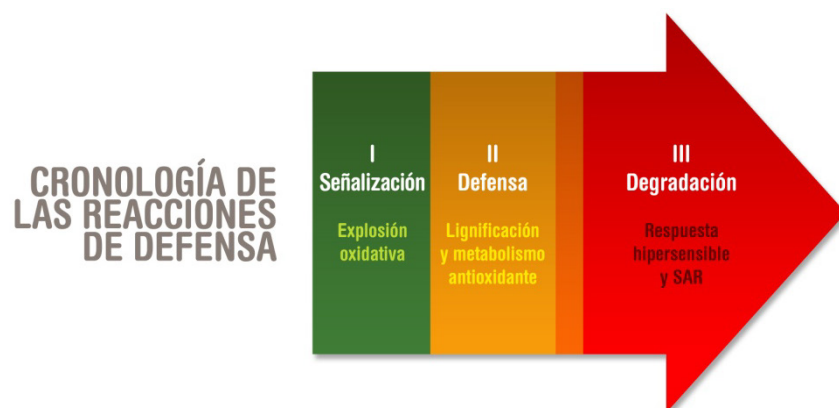 CRONOLOGÍA DE
LAS REACCIONES
DE DEFENSA
I
Señalización
Explosión
oxidativa
II
Defensa
Lignificación
y metabolismo
antioxidante
III
Degradación
Respuesta
hipersensible
y SAR